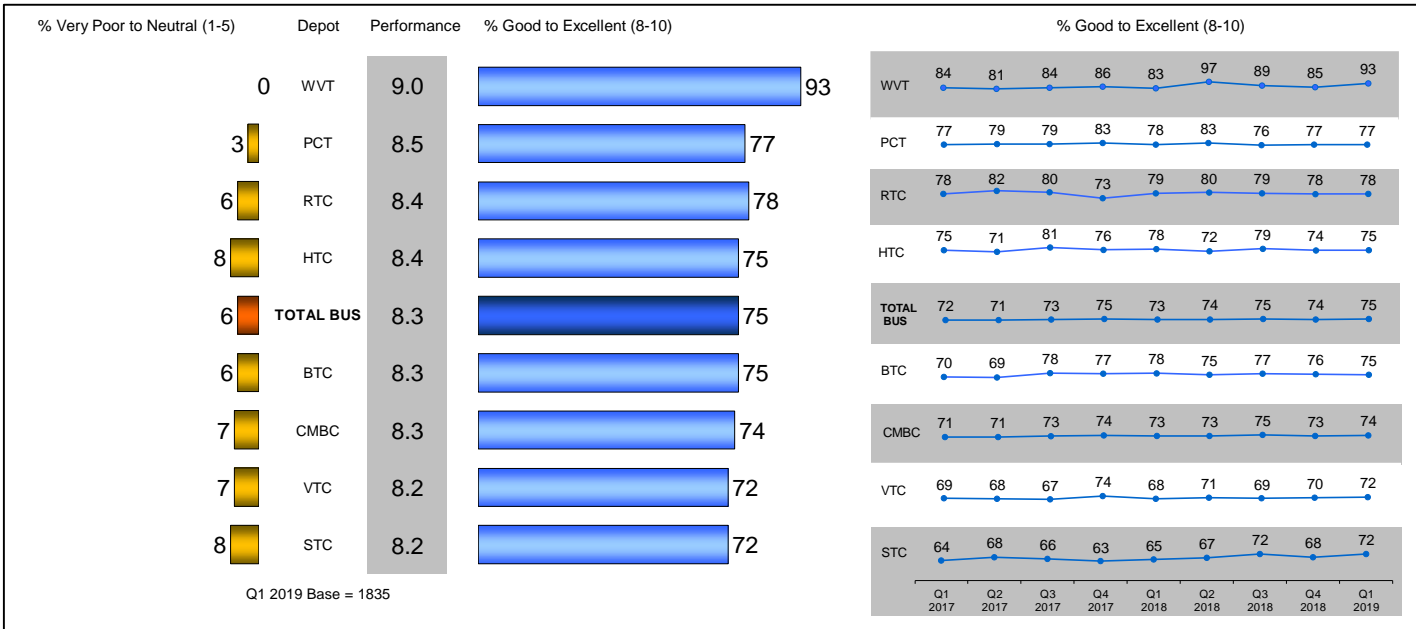 % Very Poor to Neutral (1-5) Depot Performance % Good to Excellent (8-10)
0 WVT 9.0 93
3 PCT 8.5 77
6 RTC 8.4 78
8 HTC 8.4 75
6 TOTAL BUS 8.3 75
6 BTC 8.3 75
7 CMBC 8.3 74
7 VTC 8.2 72
8 STC 8.2 72
Q1 2019 Base = 1835
% Good to Excellent (8-10)
WVT 84 81 84 86 83 97 89 85 93
PCT 77 79 79 83 78 83 76 77 77
RTC 78 82 80 73 79 80 79 78 78
HTC 75 71 81 76 78 72 79 74 75
TOTAL
BUS 72 71 73 75 73 74 75 74 75
BTC 70 69 78 77 78 75 77 76 75
CMBC 71 71 73 74 73 73 75 73 74
VTC 69 68 67 74 68 71 69 70 72
STC 64 68 66 63 65 67 72 68 72
Q1 Q2 Q3 Q4 Q1 Q2 Q3 Q4 Q1
2017 2017 2017 2017 2018 2018 2018 2018 2019